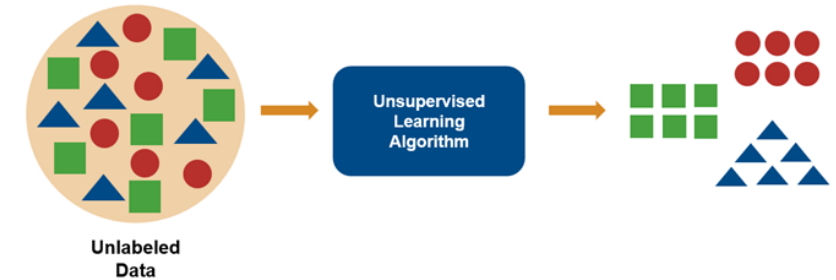 Unsupervised
Learning
Algorithm
Unlabeled
Data